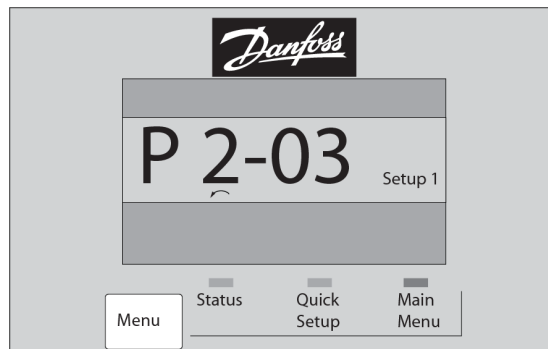 Danfoss
P 2-03
Setup 1
Menu
Status
Quick
Setup
Main
Menu